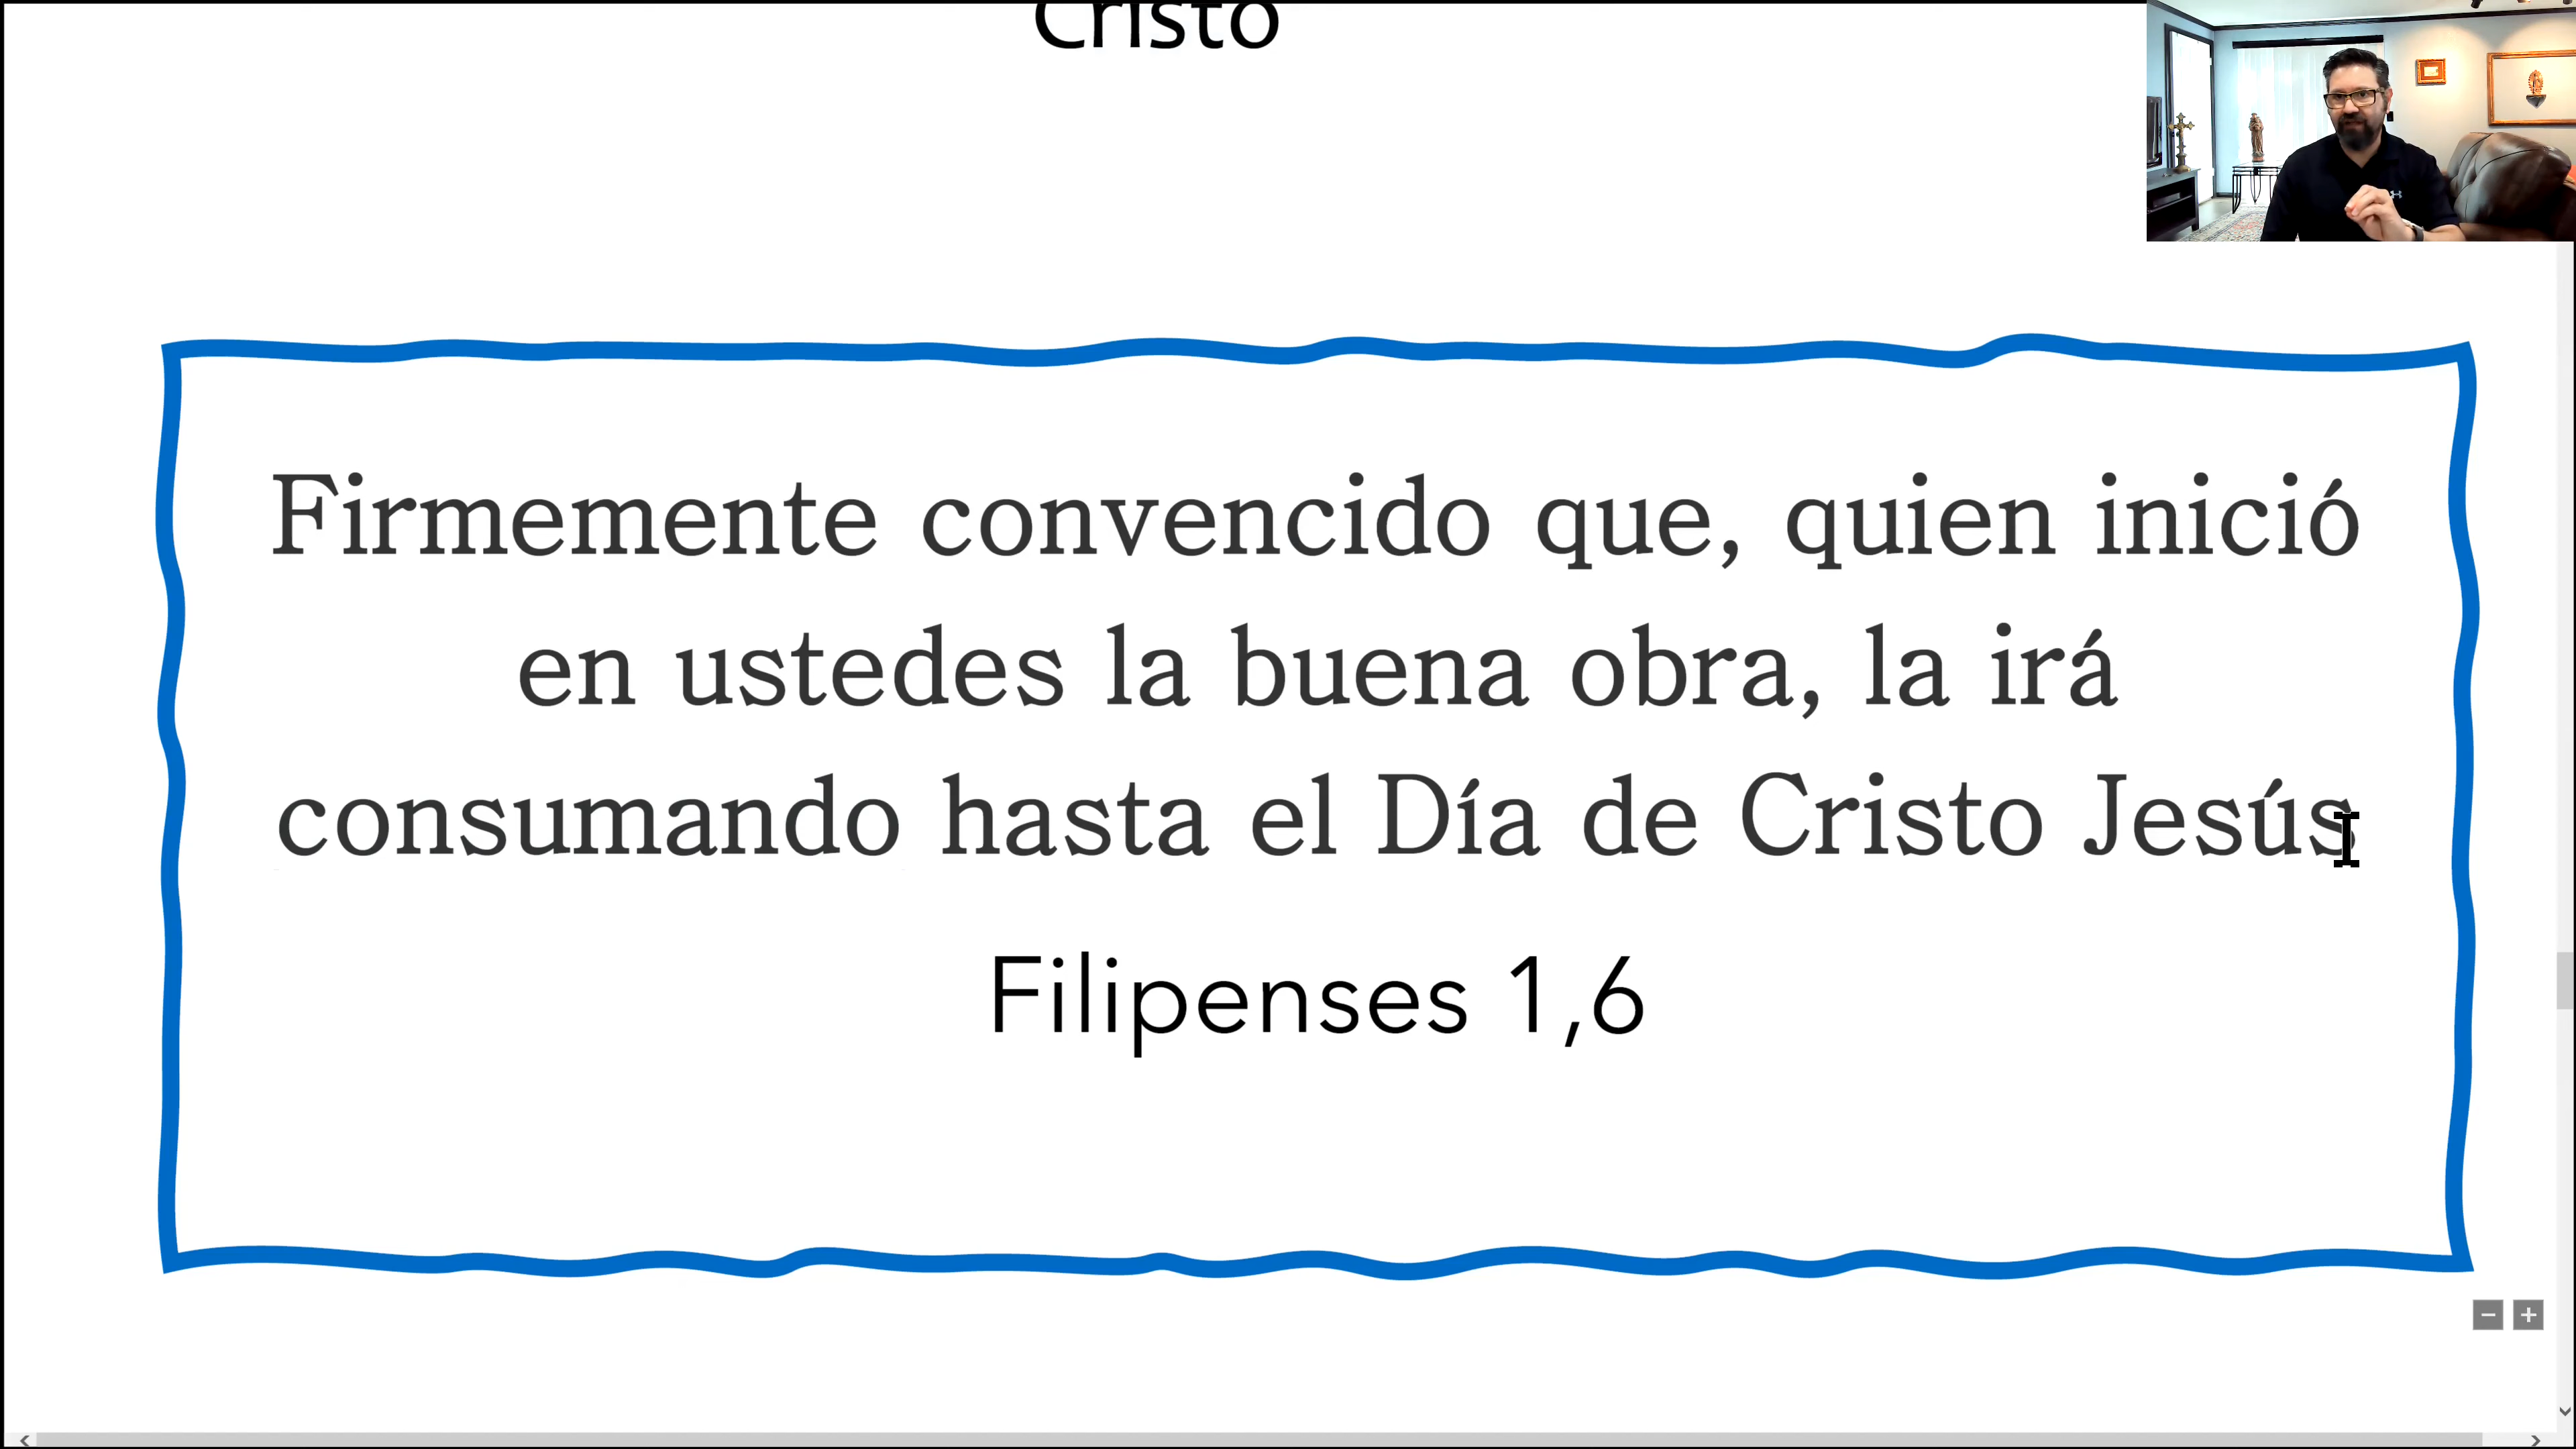 Cristo
Firmemente convencido que, quien inició
en ustedes la buena obra, la irá
consumando hasta el Día de Cristo Jesús
Filipenses 1,6